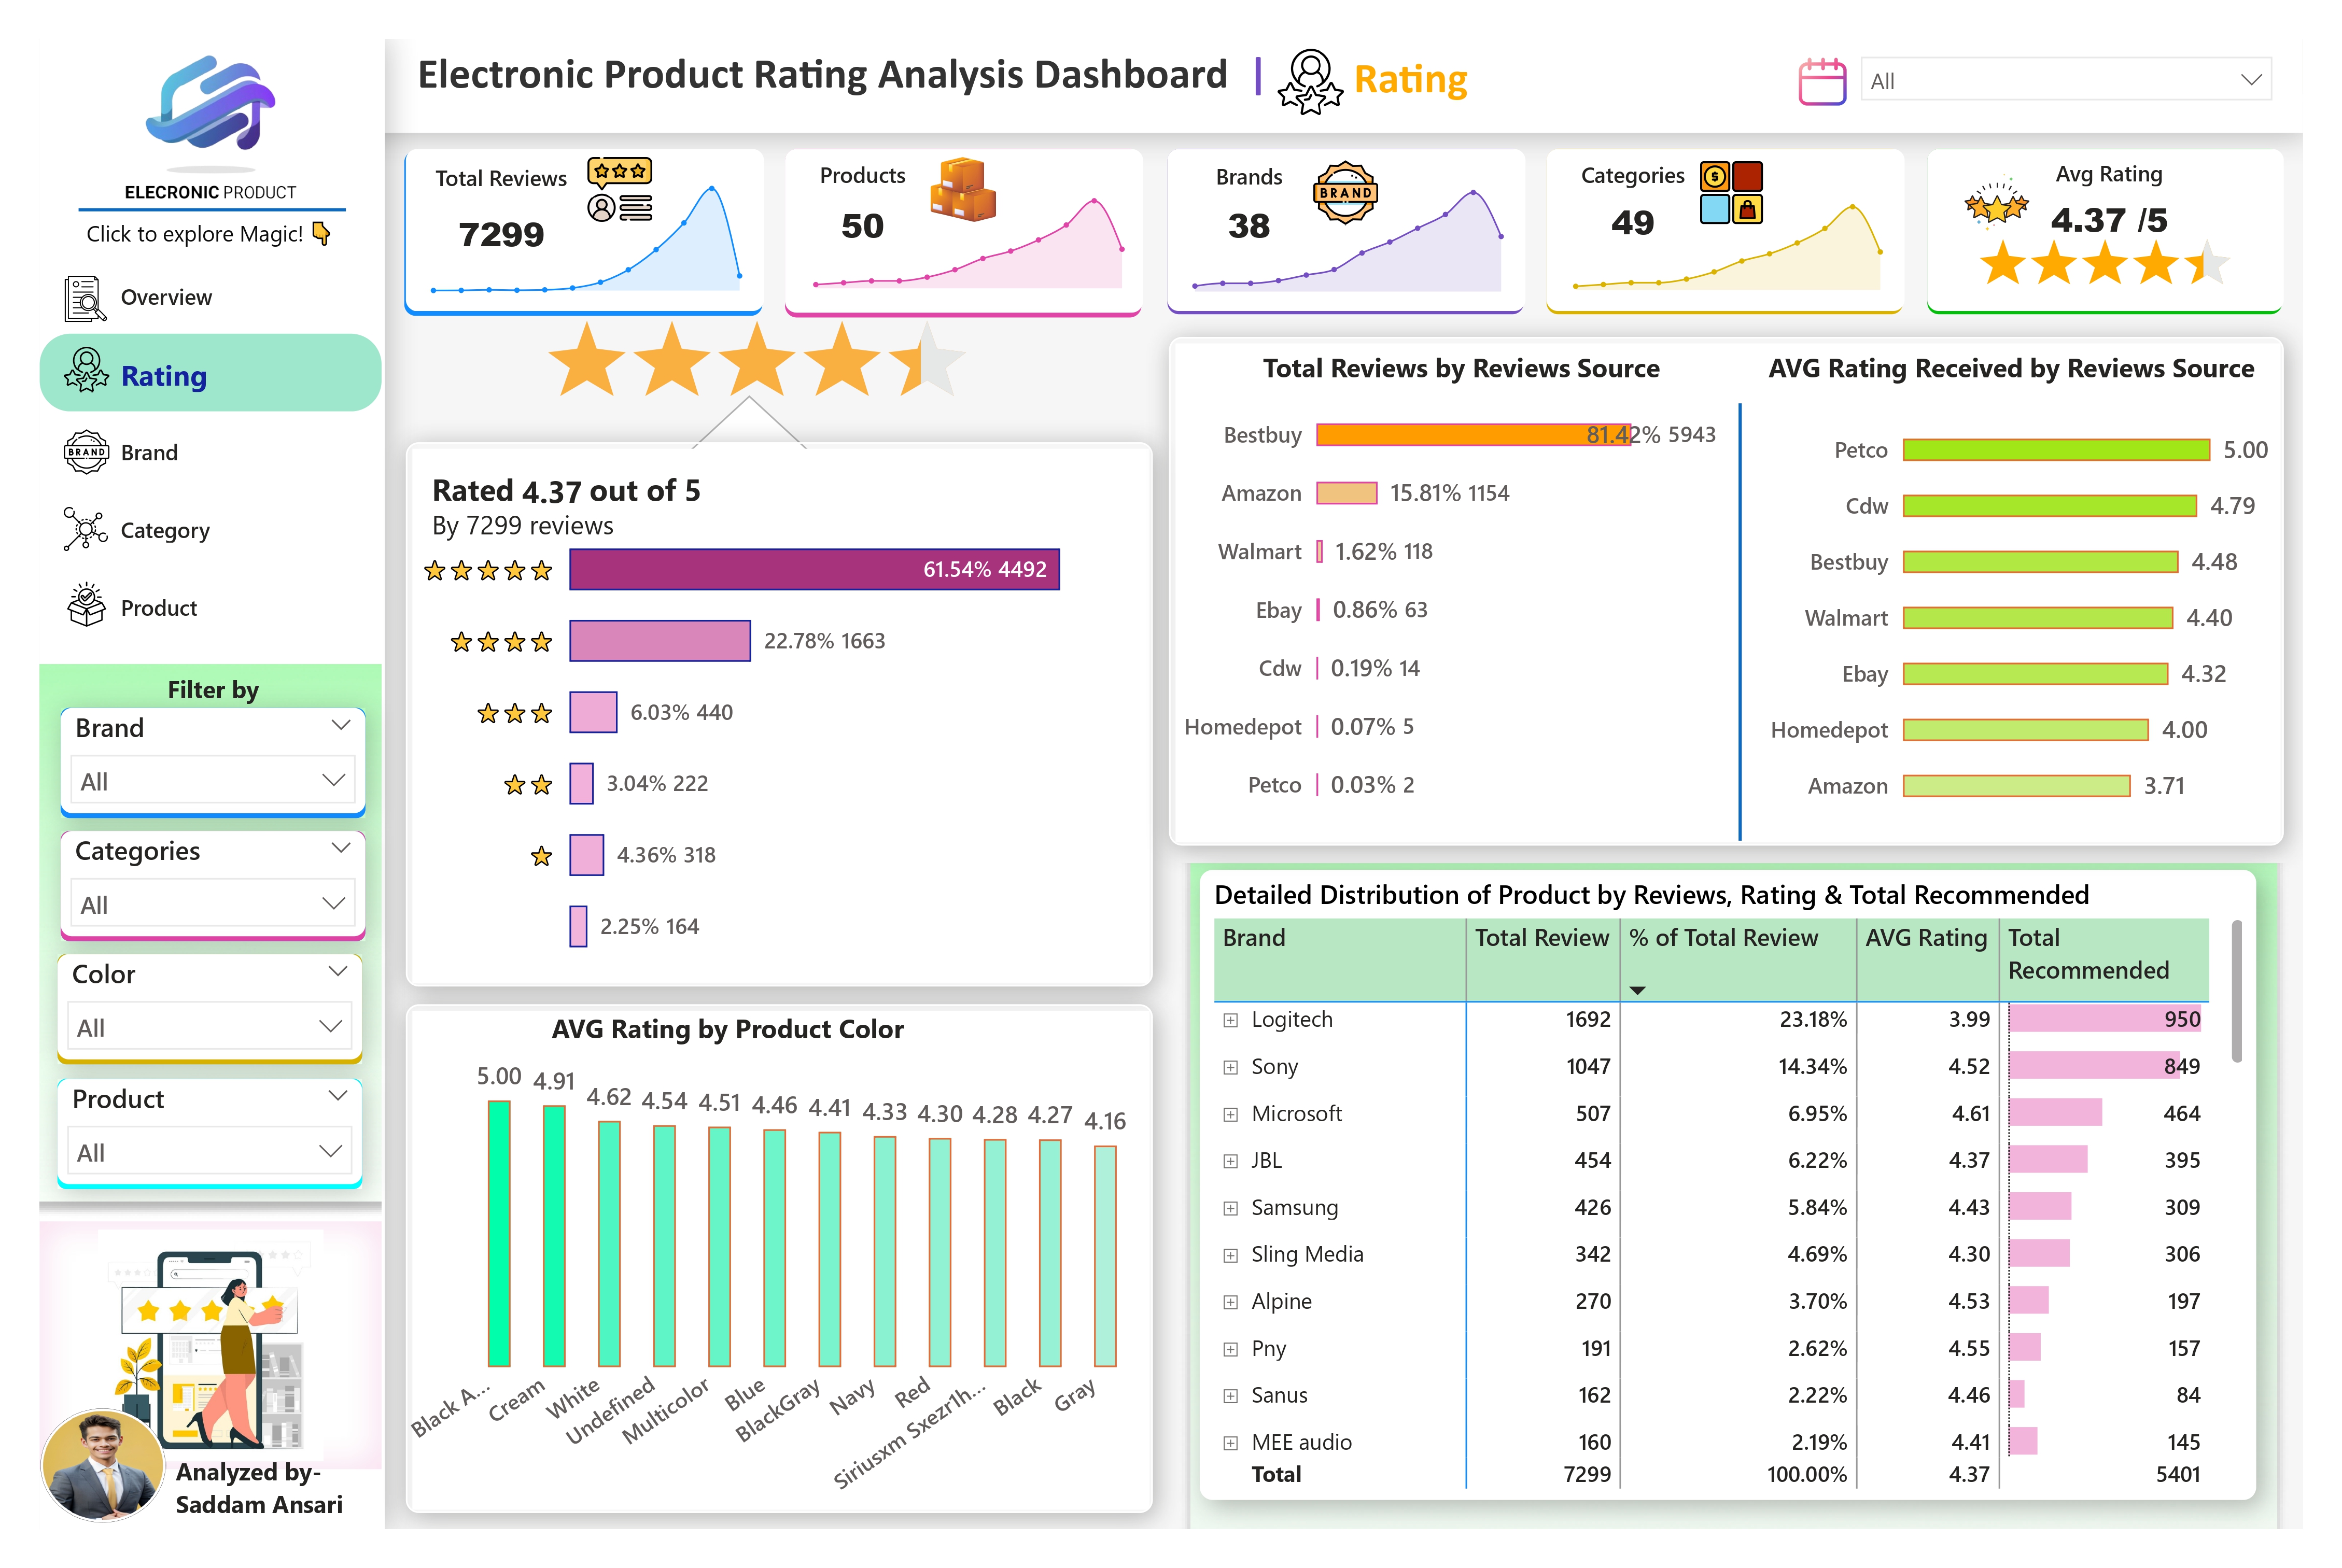 ELECRONIC PRODUCT
Click to explore Magic!
Overview
Rating
Brand
Category
Product
Filter by
Brand
All
Categories
All
Color
All
Product
All
Analyzed by-
Saddam Ansari
Electronic Product Rating Analysis Dashboard | Rating
All
Total Reviews
7299
Products
50
Brands
38
BRAND
Categories
49
Avg Rating
4.37 /5
Rated 4.37 out of 5
By 7299 reviews
61.54% 4492
22.78% 1663
6.03% 440
3.04% 222
4.36% 318
2.25% 164
AVG Rating by Product Color
5.00 4.91 4.62 4.54 4.51 4.46 4.41 4.33 4.30 4.28 4.27 4.16
Black A... Cream White Undefined Multicolor Blue BlackGray Navy Red Siriusxm Sxezr1h... Black Gray
Total Reviews by Reviews Source
Bestbuy 81.42% 5943
Amazon 15.81% 1154
Walmart 1.62% 118
Ebay 0.86% 63
Cdw 0.19% 14
Homedepot 0.07% 5
Petco 0.03% 2
AVG Rating Received by Reviews Source
Petco 5.00
Cdw 4.79
Bestbuy 4.48
Walmart 4.40
Ebay 4.32
Homedepot 4.00
Amazon 3.71
Detailed Distribution of Product by Reviews, Rating & Total Recommended
Brand Total Review % of Total Review AVG Rating Total Recommended
Logitech 1692 23.18% 3.99 950
Sony 1047 14.34% 4.52 849
Microsoft 507 6.95% 4.61 464
JBL 454 6.22% 4.37 395
Samsung 426 5.84% 4.43 309
Sling Media 342 4.69% 4.30 306
Alpine 270 3.70% 4.53 197
Pny 191 2.62% 4.55 157
Sanus 162 2.22% 4.46 84
MEE audio 160 2.19% 4.41 145
Total 7299 100.00% 4.37 5401